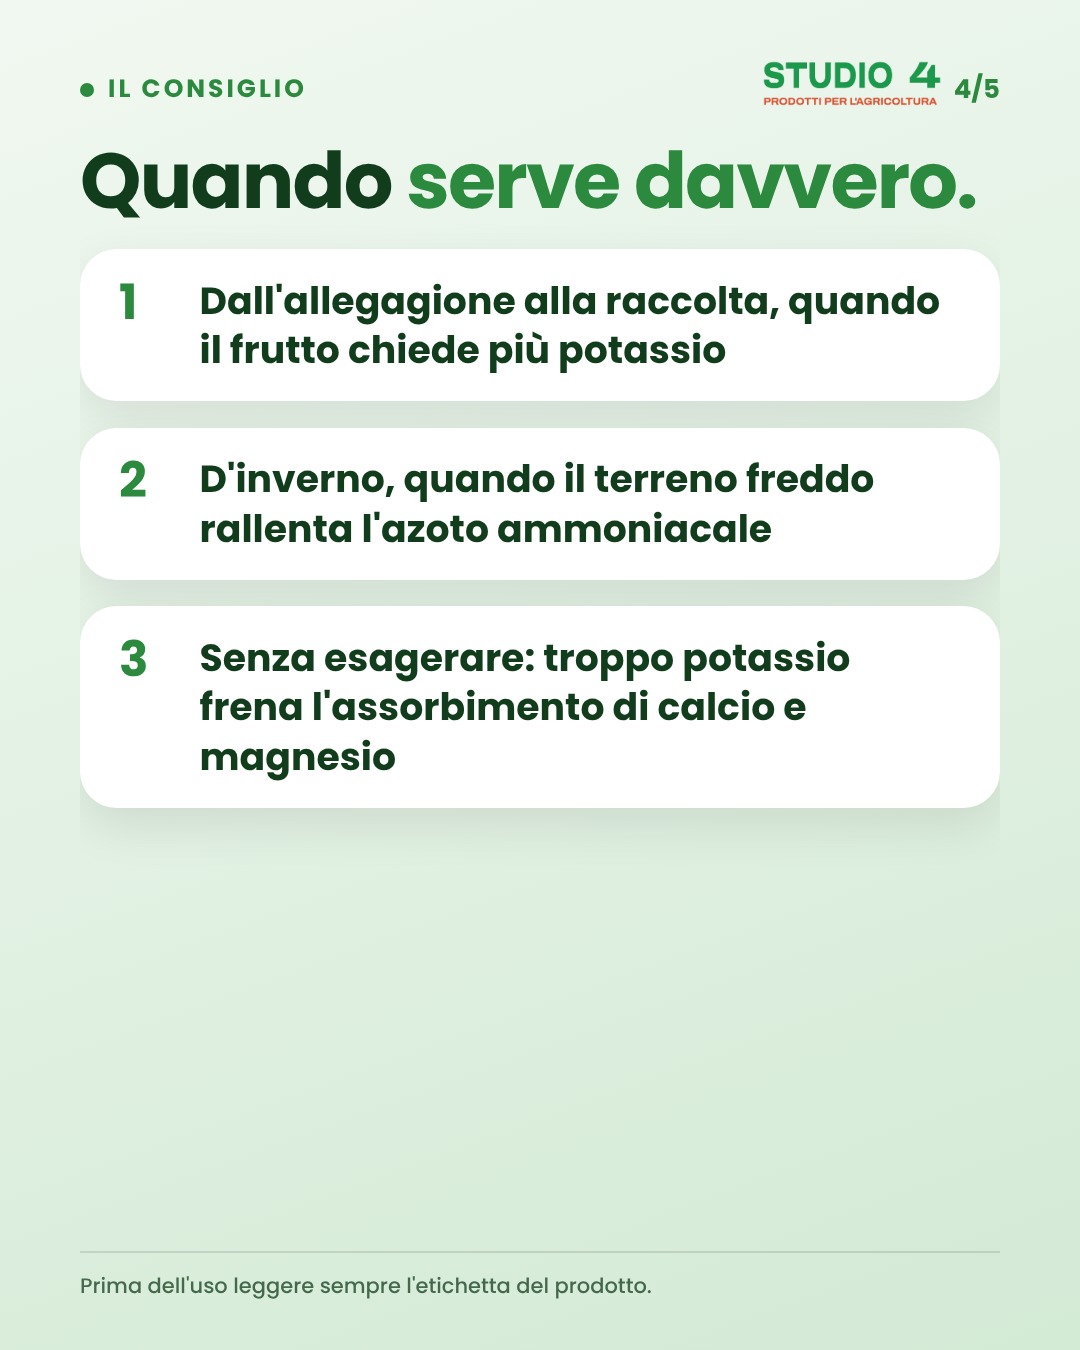 IL CONSIGLIO
STUDIO 4
PRODOTTI PER L'AGRICOLTURA
4/5
Quando serve davvero.
1
Dall'allegagione alla raccolta, quando
il frutto chiede più potassio
2
D'inverno, quando il terreno freddo
rallenta l'azoto ammoniacale
3
Senza esagerare: troppo potassio
frena l'assorbimento di calcio e
magnesio
Prima dell'uso leggere sempre l'etichetta del prodotto.